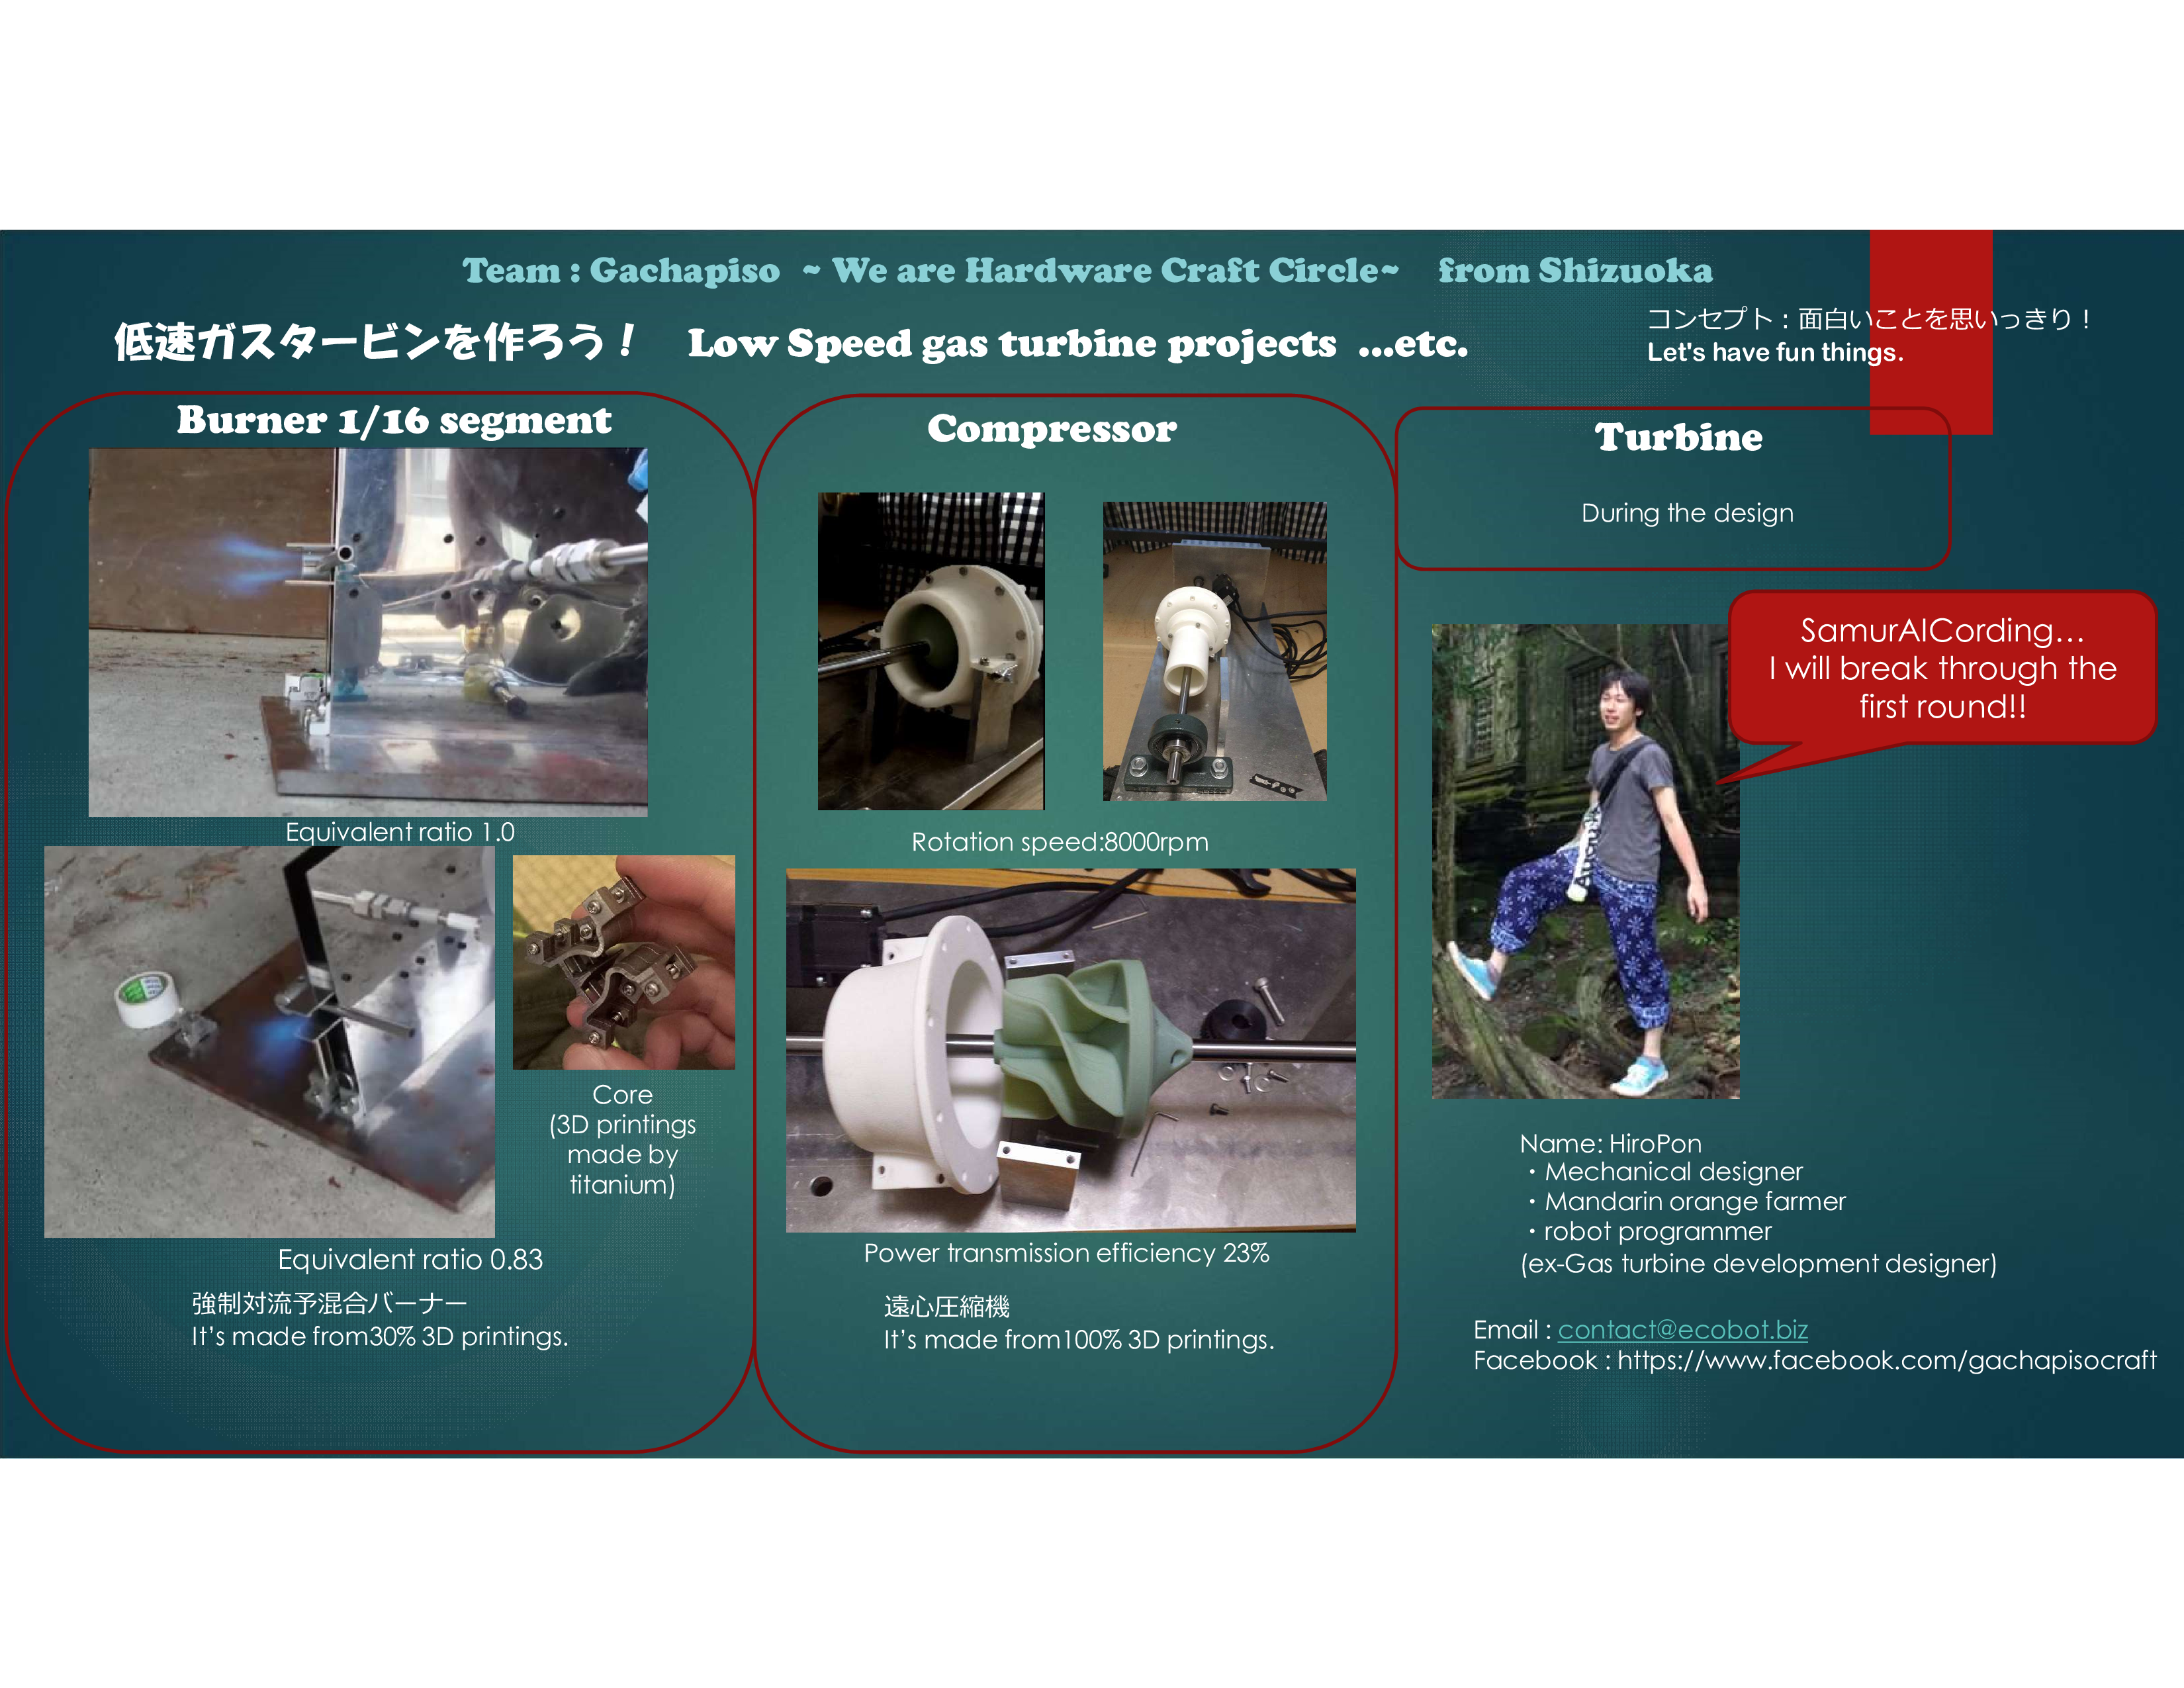 Team : Gachapiso ~ We are Hardware Craft Circle~ from Shizuoka
低速ガスタービンを作ろう！ Low Speed gas turbine projects ...etc.
コンセプト：面白いことを思いっきり！
Let's have fun things.
Burner 1/16 segment
Equivalent ratio 1.0
Core
(3D printings
made by
titanium)
Equivalent ratio 0.83
強制対流予混合バーナー
It's made from30% 3D printings.
Compressor
Rotation speed:8000rpm
Power transmission efficiency 23%
遠心圧縮機
It's made from100% 3D printings.
Turbine
During the design
SamurAICording...
I will break through the
first round!!
Name: HiroPon
・Mechanical designer
・Mandarin orange farmer
・robot programmer
(ex-Gas turbine development designer)
Email : contact@ecobot.biz
Facebook : https://www.facebook.com/gachapisocraft